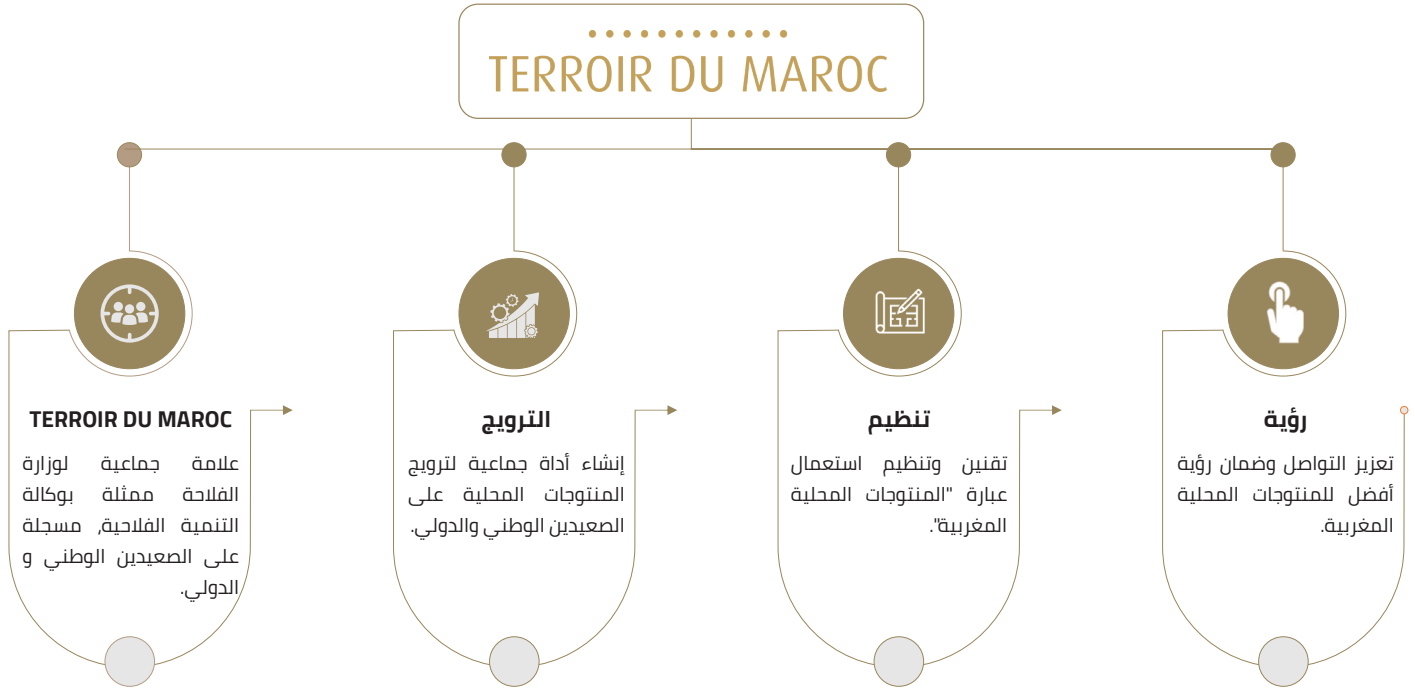 TERROIR DU MAROC
TERROIR DU MAROC
علامة جماعية لوزارة
الفلاحة ممثلة بوكالة
التنمية الفلاحية, مسجلة
على الصعيدين الوطني و
الدولي.
الترويج
إنشاء أداة جماعية لترويج
المنتوجات المحلية على
الصعيدين الوطني والدولي.
تنظيم
تقنين وتنظيم استعمال
عبارة "المنتوجات المحلية
المغربية".
رؤية
تعزيز التواصل وضمان رؤية
أفضل للمنتوجات المحلية
المغربية.